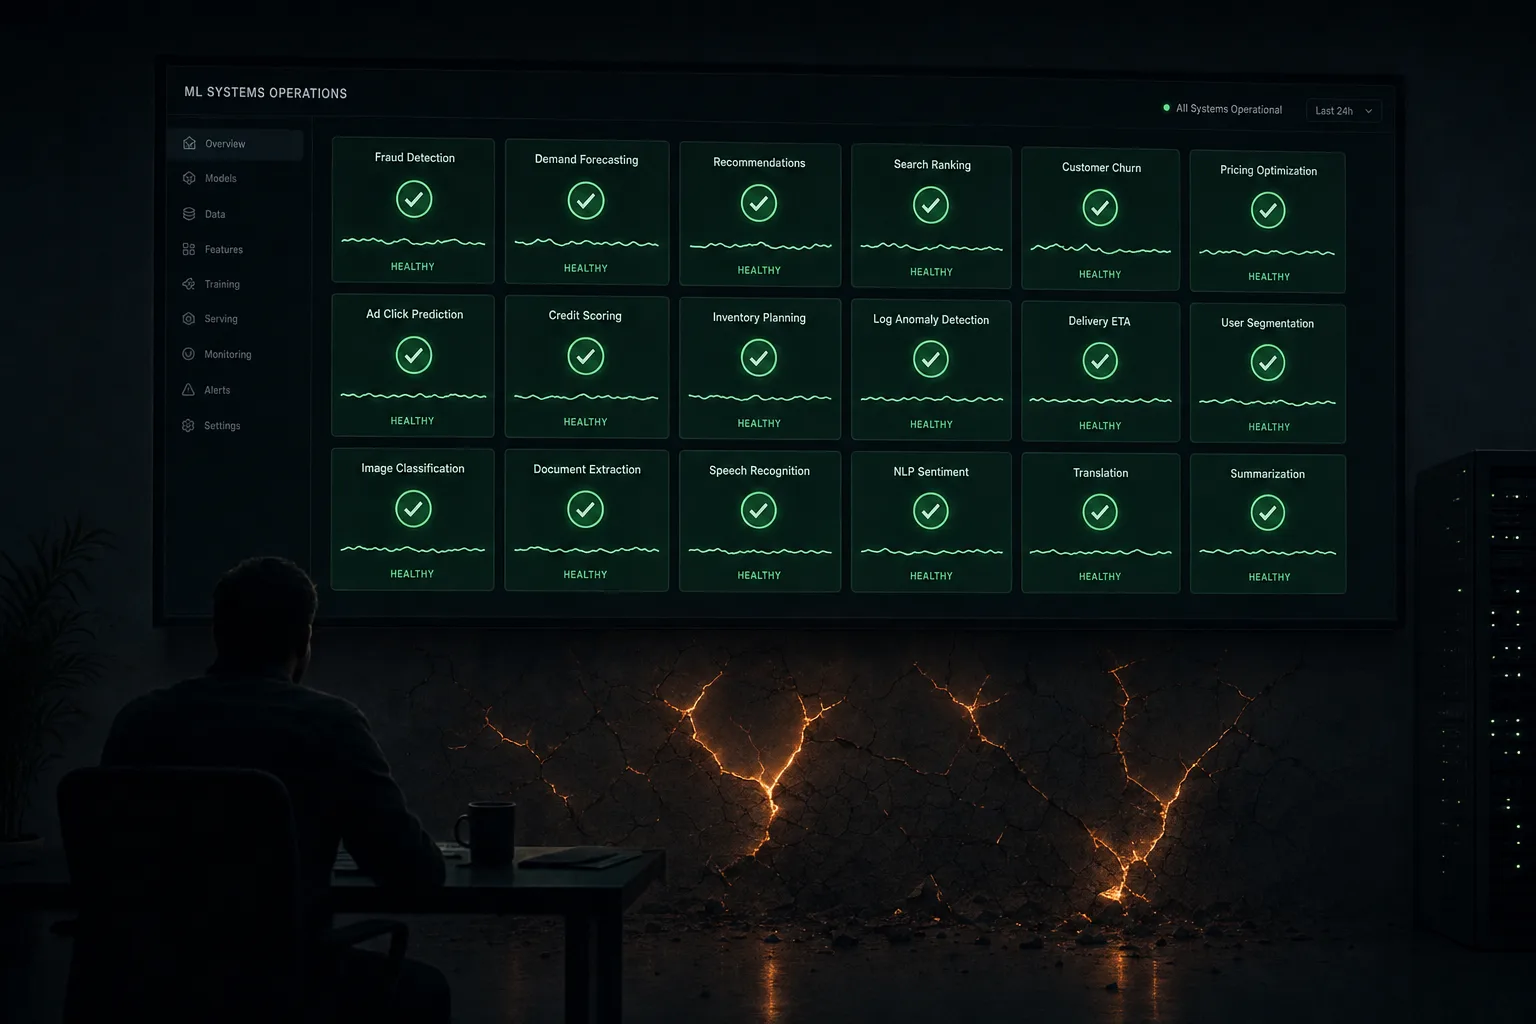 ML SYSTEMS OPERATIONS
All Systems Operational
Last 24h
Overview
Models
Data
Features
Training
Serving
Monitoring
Alerts
Settings
Fraud Detection
HEALTHY
Demand Forecasting
HEALTHY
Recommendations
HEALTHY
Search Ranking
HEALTHY
Customer Churn
HEALTHY
Pricing Optimization
HEALTHY
Ad Click Prediction
HEALTHY
Credit Scoring
HEALTHY
Inventory Planning
HEALTHY
Log Anomaly Detection
HEALTHY
Delivery ETA
HEALTHY
User Segmentation
HEALTHY
Image Classification
HEALTHY
Document Extraction
HEALTHY
Speech Recognition
HEALTHY
NLP Sentiment
HEALTHY
Translation
HEALTHY
Summarization
HEALTHY